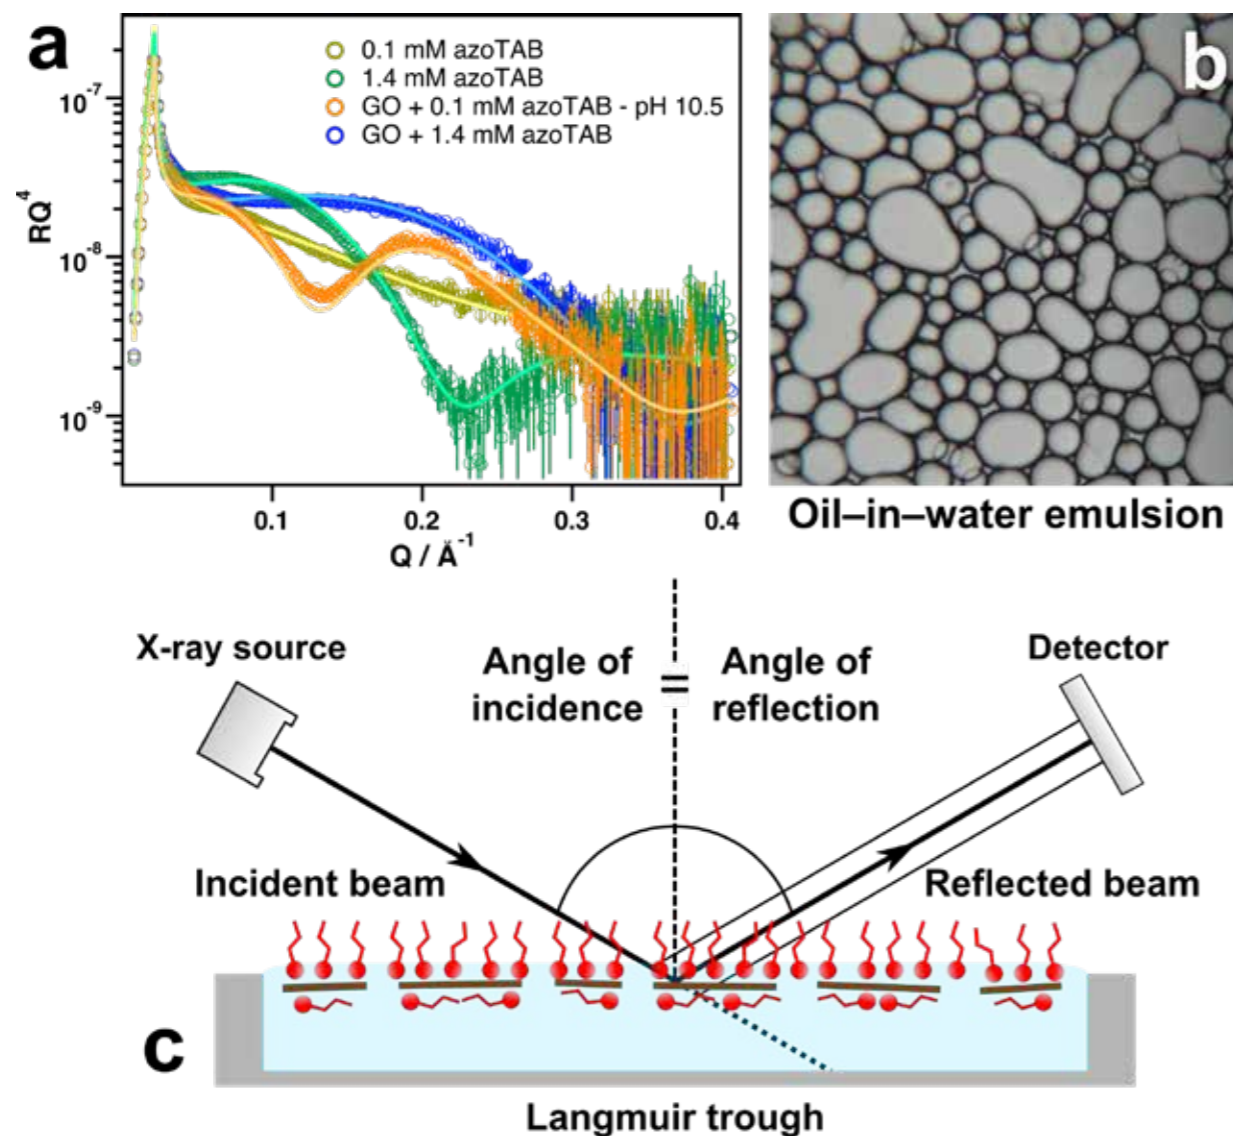 a
0.1 mM azoTAB
1.4 mM azoTAB
GO + 0.1 mM azoTAB - pH 10.5
GO + 1.4 mM azoTAB
RQ⁴
10⁻⁷
10⁻⁸
10⁻⁹
0.1
0.2
0.3
0.4
Q / Å⁻¹
b
Oil–in–water emulsion
X-ray source
Angle of
incidence
=
Angle of
reflection
Detector
Incident beam
Reflected beam
c
Langmuir trough